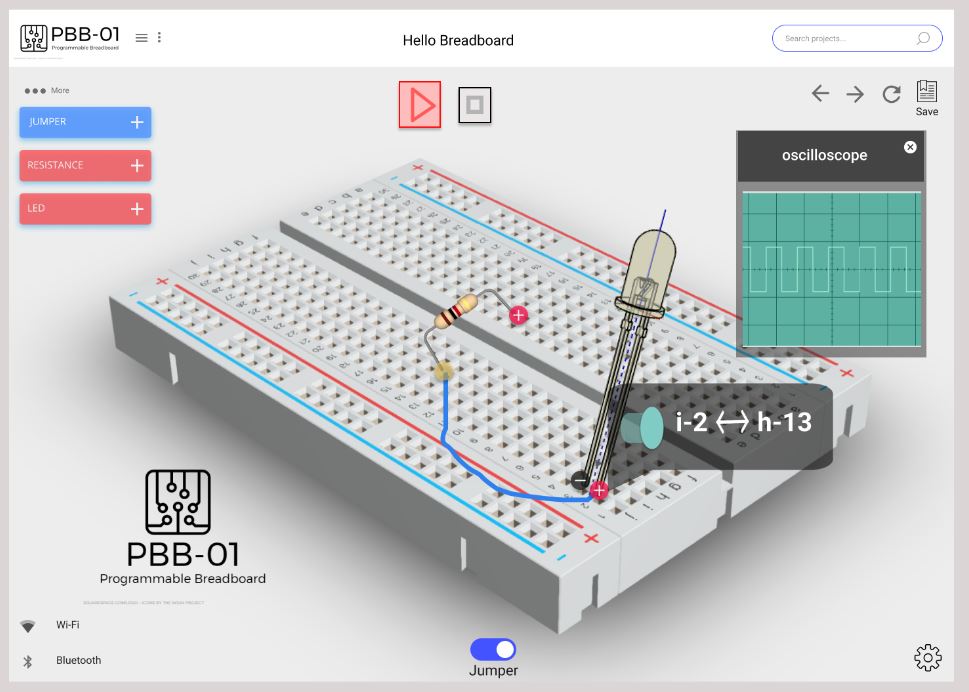 PBB-01
Programmable Breadboard
Hello Breadboard
Search projects...
More
JUMPER
RESISTANCE
LED
Save
oscilloscope
i-2 <-> h-13
PBB-01
Programmable Breadboard
Wi-Fi
Bluetooth
Jumper